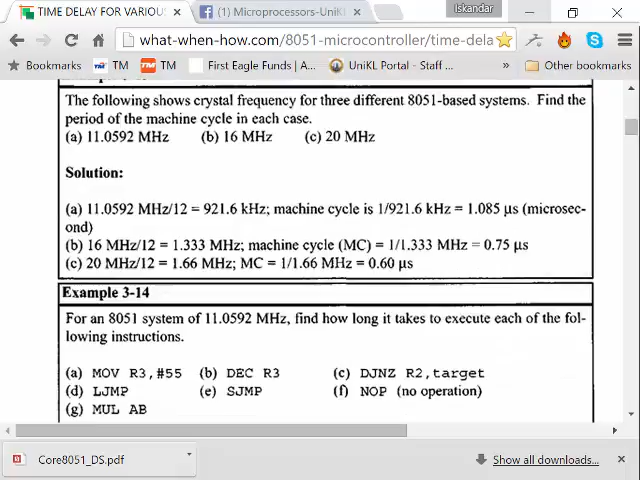 TIME DELAY FOR VARIOUS
(1) Microprocessors-UniKL
Iskandar
what-when-how.com/8051-microcontroller/time-dela
Bookmarks TM TM First Eagle Funds | A... UniKL Portal - Staff ... » Other bookmarks
The following shows crystal frequency for three different 8051-based systems. Find the
period of the machine cycle in each case.
(a) 11.0592 MHz (b) 16 MHz (c) 20 MHz
Solution:
(a) 11.0592 MHz/12 = 921.6 kHz; machine cycle is 1/921.6 kHz = 1.085 µs (microsec-
ond)
(b) 16 MHz/12 = 1.333 MHz; machine cycle (MC) = 1/1.333 MHz = 0.75 µs
(c) 20 MHz/12 = 1.66 MHz; MC = 1/1.66 MHz = 0.60 µs
Example 3-14
For an 8051 system of 11.0592 MHz, find how long it takes to execute each of the fol-
lowing instructions.
(a) MOV R3,#55 (b) DEC R3 (c) DJNZ R2,target
(d) LJMP (e) SJMP (f) NOP (no operation)
(g) MUL AB
Core8051_DS.pdf
Show all downloads...